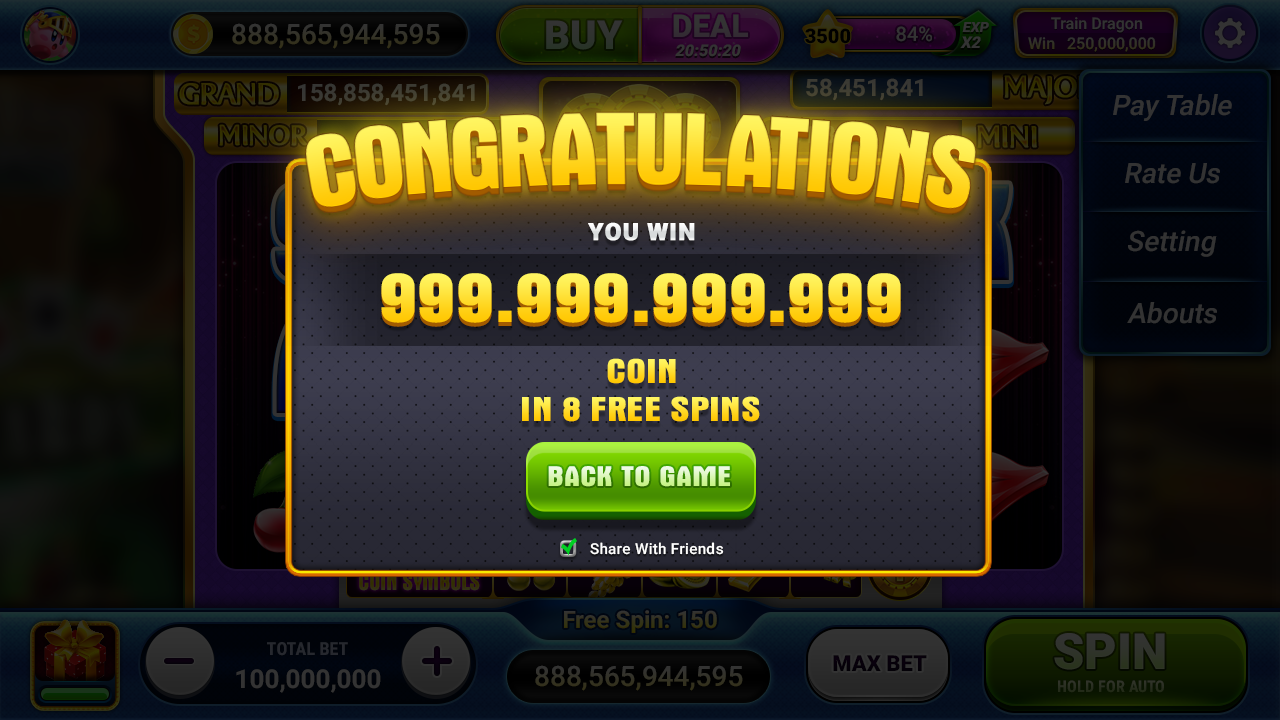 888,565,944,595
BUY
DEAL
20:50:20
3500
84%
EXP
X2
Train Dragon
Win 250,000,000
GRAND
158,858,451,841
58,451,841
MAJO
Pay Table
MINOR
MINI
CONGRATULATIONS
Rate Us
YOU WIN
Setting
999.999.999.999
Abouts
COIN
IN 8 FREE SPINS
BACK TO GAME
Share With Friends
COIN SYMBOLS
Free Spin: 150
TOTAL BET
100,000,000
888,565,944,595
MAX BET
SPIN
HOLD FOR AUTO